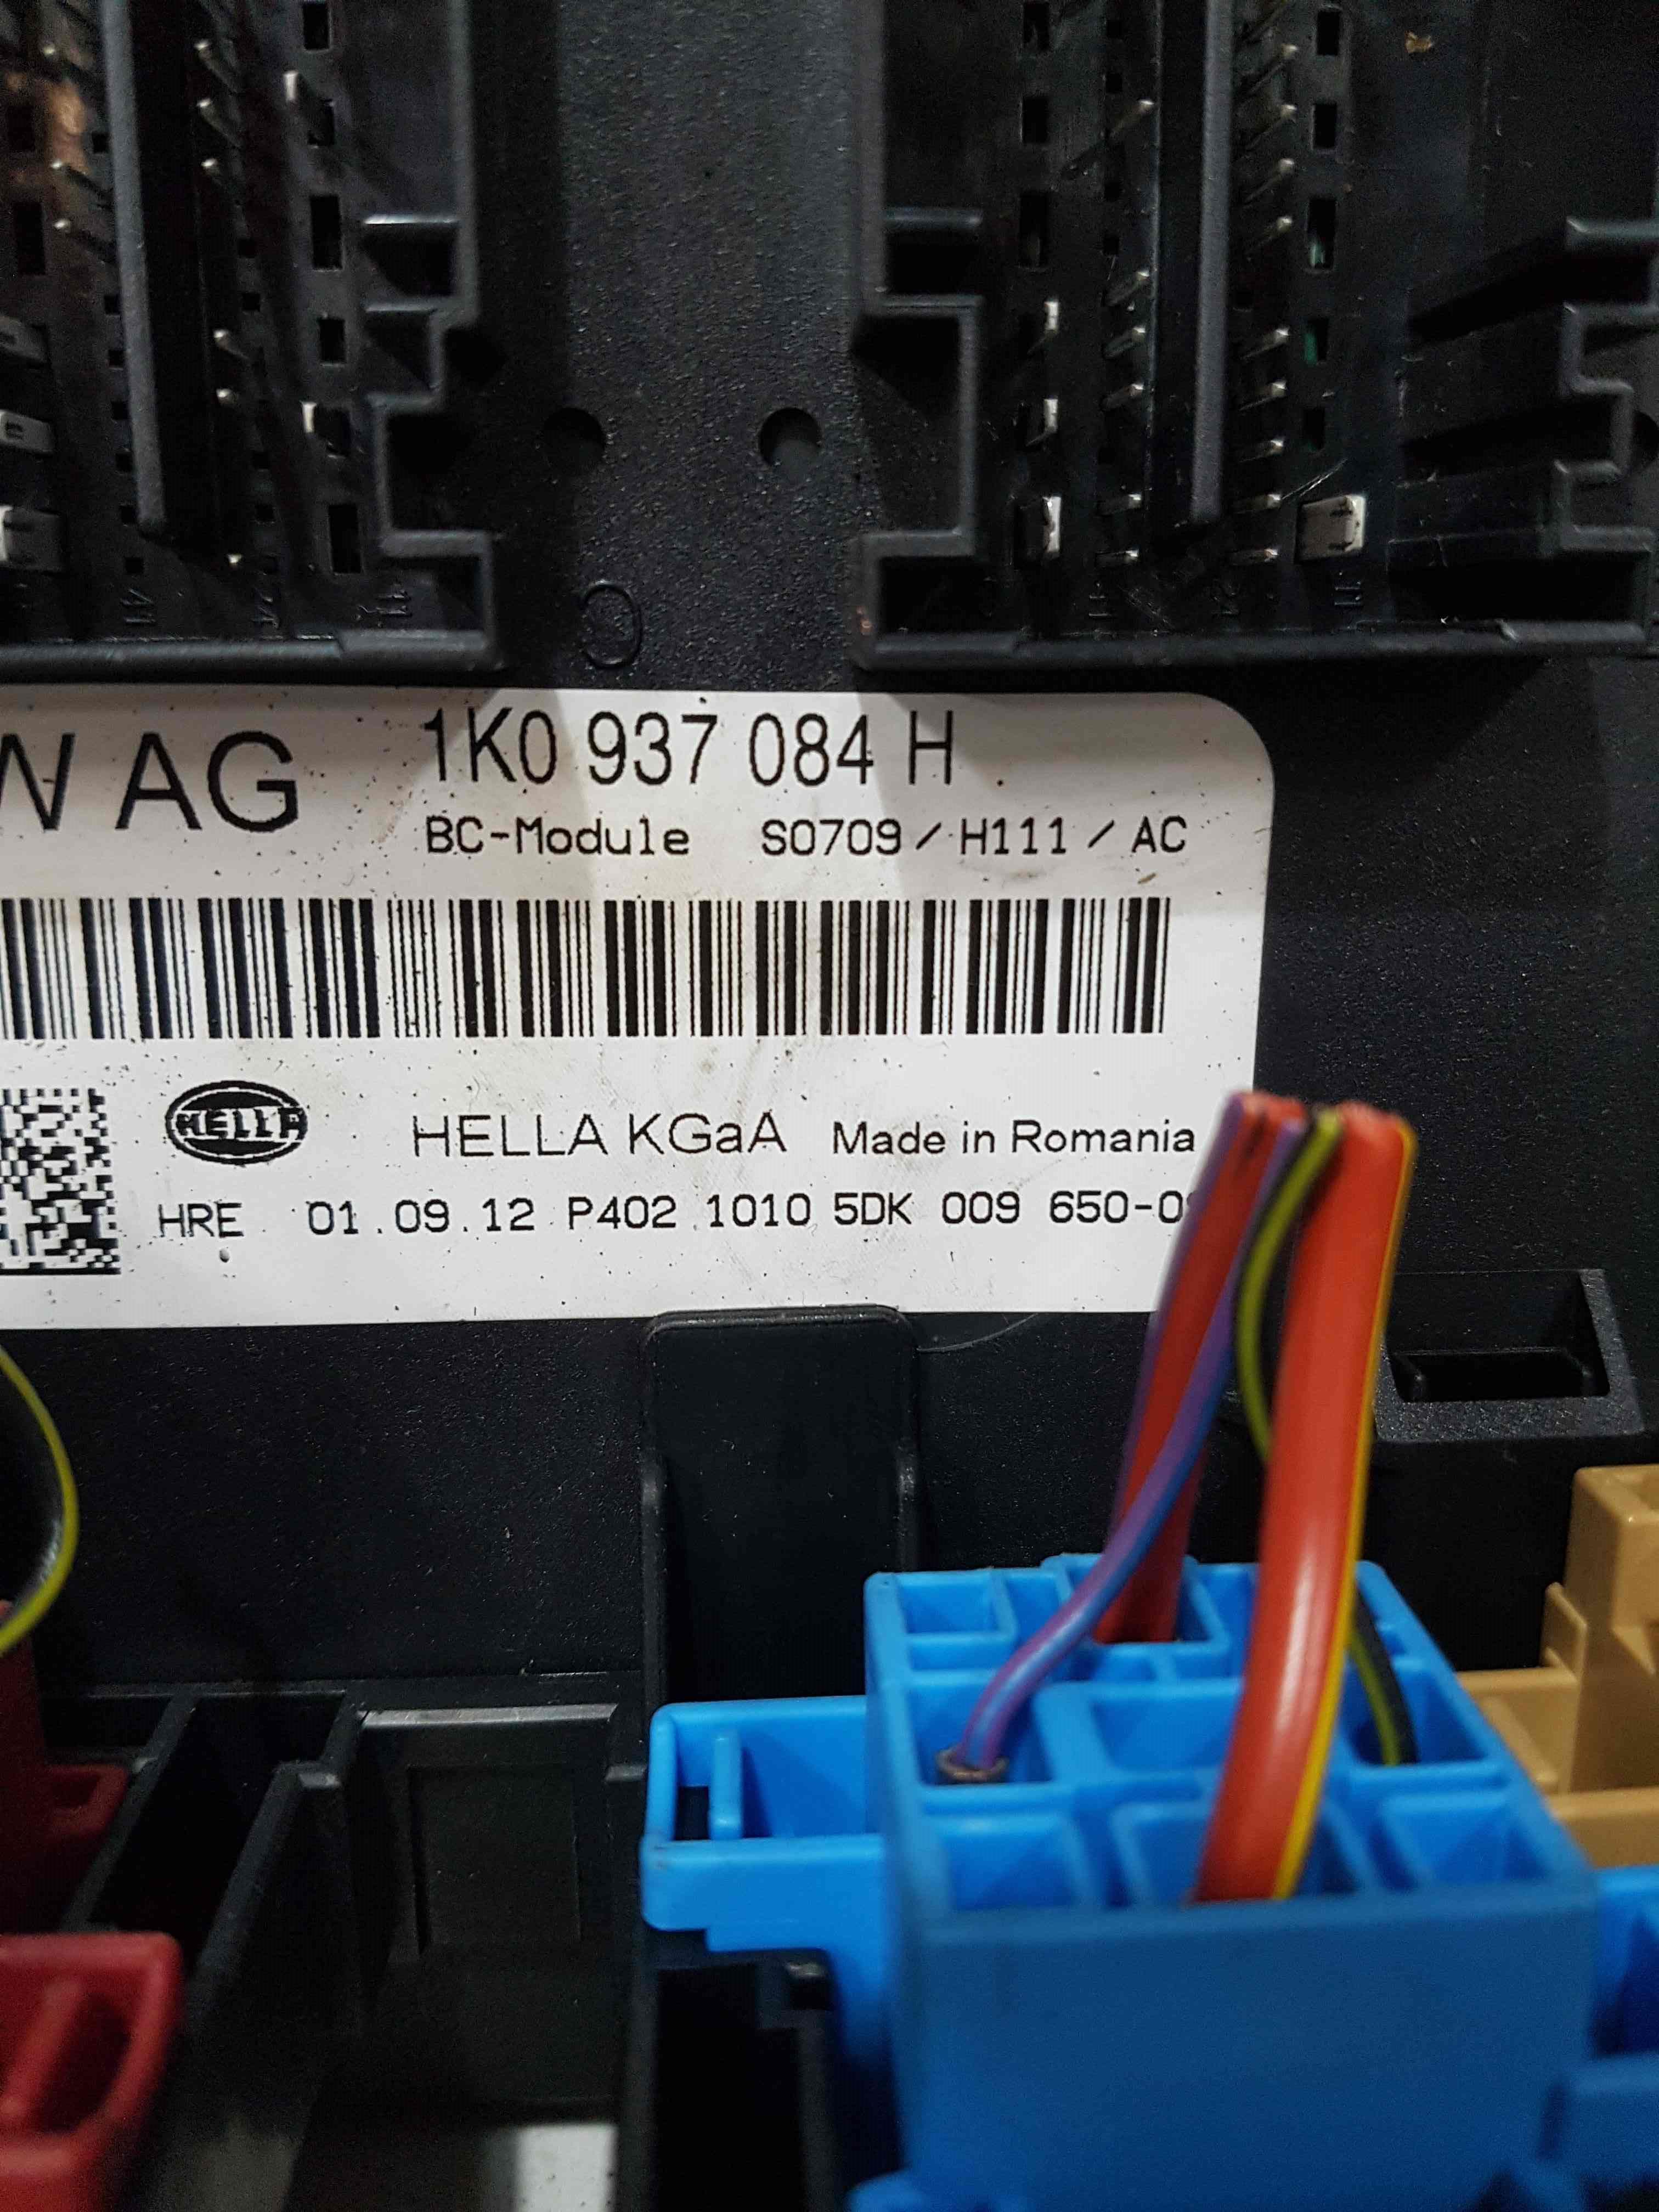 C
AG 1K0 937 084 H
BC-Module S0709 / H111 / AC
HELLA HELLA KGaA Made in Romania
HRE 01.09.12 P402 1010 5DK 009 650-0